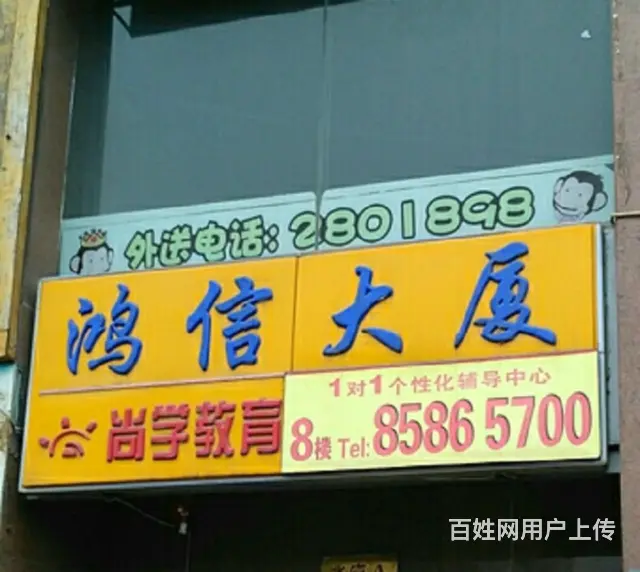 外送电话:2801898
鸿信大厦
尚学教育
1对1个性化辅导中心
8楼 Tel:8586 5700
百姓网用户上传